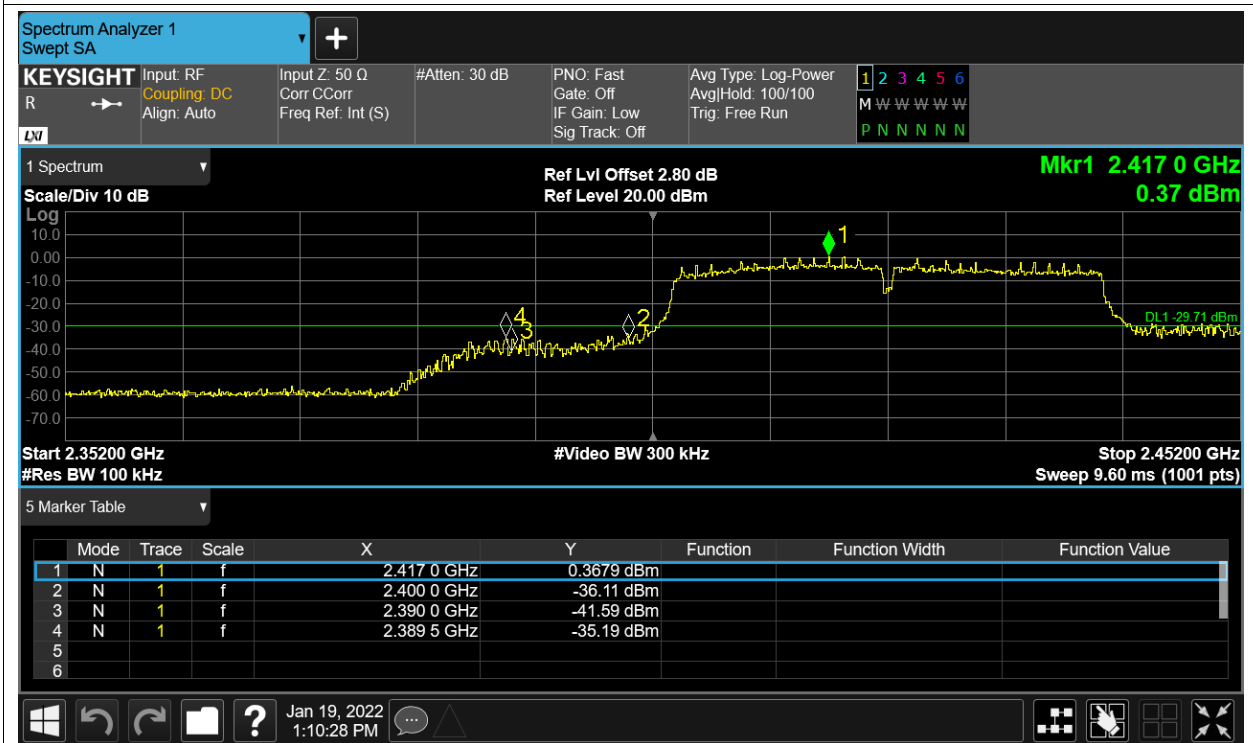 Spectrum Analyzer 1
Swept SA
+
KEYSIGHT Input: RF Input Z: 50 Ω #Atten: 30 dB PNO: Fast Avg Type: Log-Power 1 2 3 4 5 6
R Coupling: DC Corr CCorr Gate: Off Avg|Hold: 100/100 M W W W W W
Align: Auto Freq Ref: Int (S) IF Gain: Low Trig: Free Run
LXI Sig Track: Off P N N N N N
1 Spectrum Ref Lvl Offset 2.80 dB Mkr1 2.417 0 GHz
Scale/Div 10 dB Ref Level 20.00 dBm 0.37 dBm
Log
10.0
1
0.00
-10.0
-20.0
4 2
-30.0 3 DL1 -29.71 dBm
-40.0
-50.0
-60.0
-70.0
Start 2.35200 GHz #Video BW 300 kHz Stop 2.45200 GHz
#Res BW 100 kHz Sweep 9.60 ms (1001 pts)
5 Marker Table
Mode Trace Scale X Y Function Function Width Function Value
1 N 1 f 2.417 0 GHz 0.3679 dBm
2 N 1 f 2.400 0 GHz -36.11 dBm
3 N 1 f 2.390 0 GHz -41.59 dBm
4 N 1 f 2.389 5 GHz -35.19 dBm
5
6
? Jan 19, 2022
1:10:28 PM